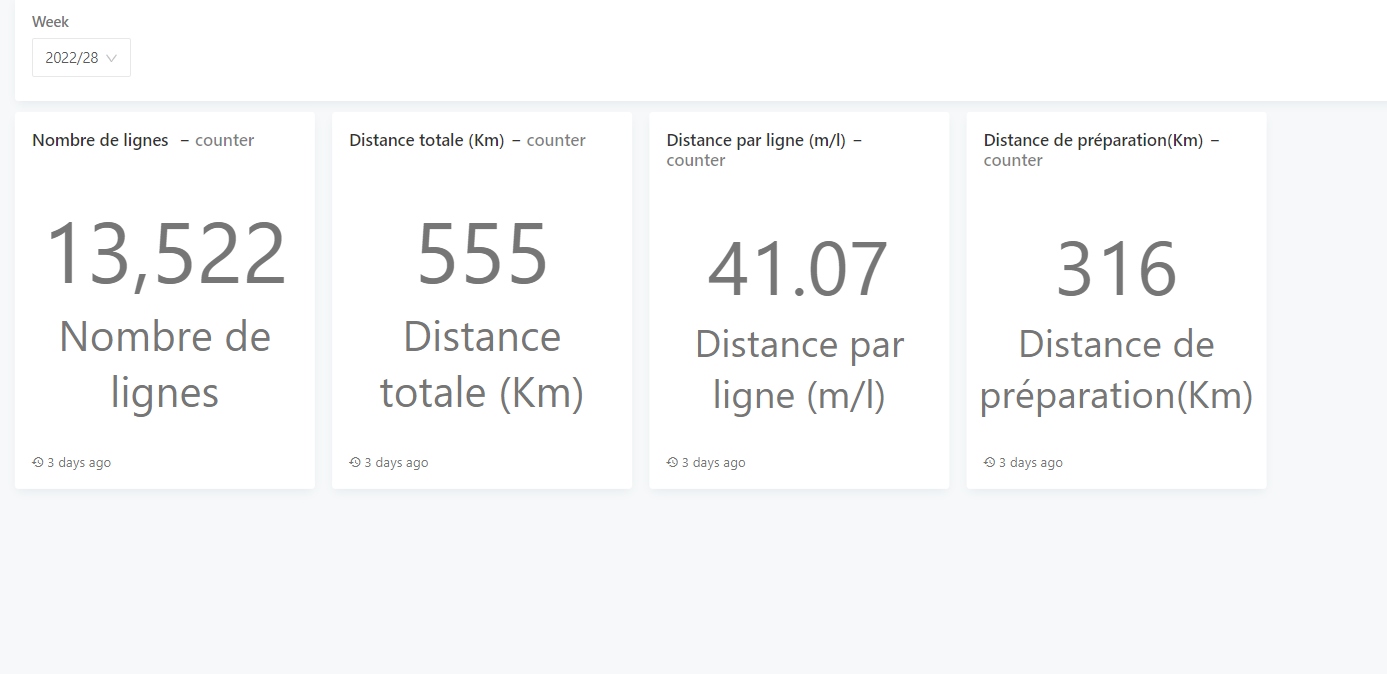 Week
2022/28
Nombre de lignes – counter
13,522
Nombre de
lignes
3 days ago
Distance totale (Km) – counter
555
Distance
totale (Km)
3 days ago
Distance par ligne (m/l) –
counter
41.07
Distance par
ligne (m/l)
3 days ago
Distance de préparation(Km) –
counter
316
Distance de
préparation(Km)
3 days ago